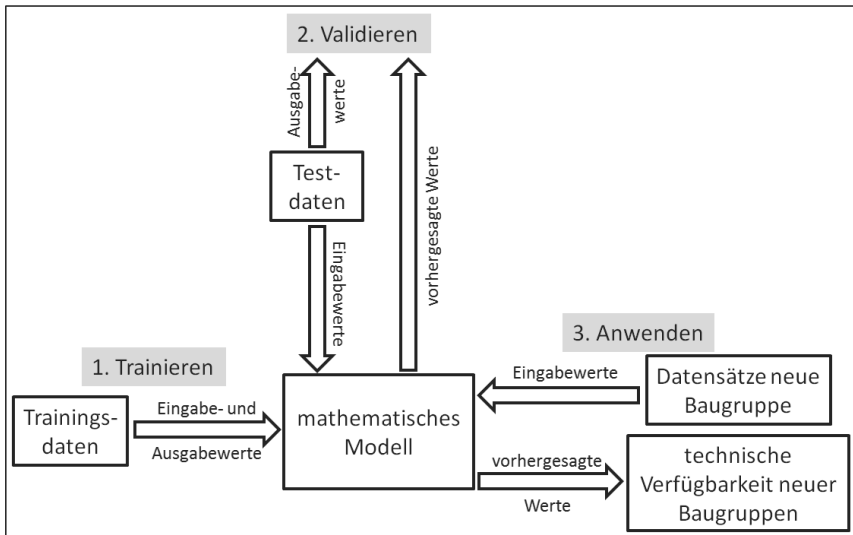 2. Validieren
Ausgabe-
werte
Test-
daten
Eingabewerte
vorhergesagte Werte
1. Trainieren
Trainings-
daten
Eingabe- und
Ausgabewerte
mathematisches
Modell
3. Anwenden
Eingabewerte
Datensätze neue
Baugruppe
vorhergesagte
Werte
technische
Verfügbarkeit neuer
Baugruppen